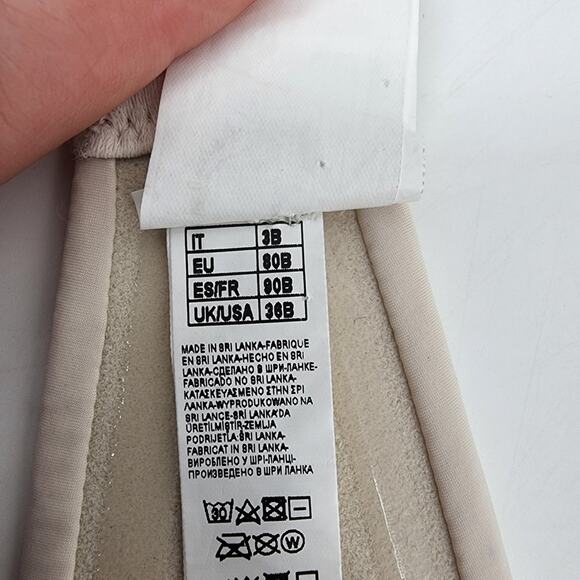 IT 3B
EU 80B
ES/FR 90B
UK/USA 36B
MADE IN SRI LANKA-FABRIQUE
EN SRI LANKA-HECHO EN SRI
LANKA-СДЕЛАНО В ШРИ-ЛАНКЕ-
FABRICADO NO SRI LANKA-
ΚΑΤΑΣΚΕΥΑΣΜΕΝΟ ΣΤΗΝ ΣΡΙ
ΛΑΝΚΑ-WYPRODUKOWANO NA
SRI LANCE-SRI LANKA'DA
ÜRETİLMİŞTİR-ZEMLJA
PODRIJETLA:SRI LANKA-
FABRICAT IN SRI LANKA-
ВИРОБЛЕНО У ШРІ-ЛАНЦІ-
ПРОИЗВЕДЕНО В ШРИ ЛАНКА
30
W